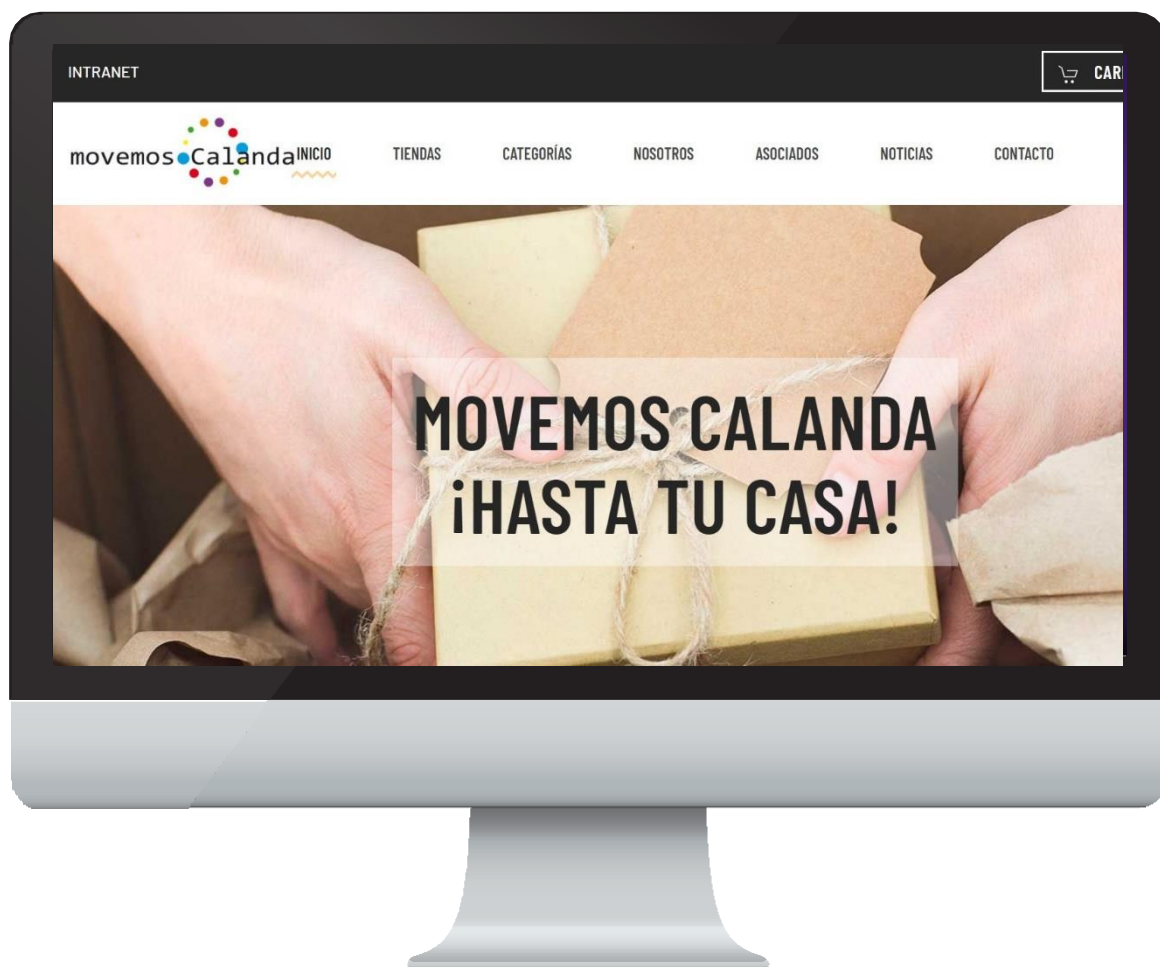 INTRANET
movemos Calanda
INICIO
TIENDAS
CATEGORÍAS
NOSOTROS
ASOCIADOS
NOTICIAS
CONTACTO
MOVEMOS CALANDA
¡HASTA TU CASA!